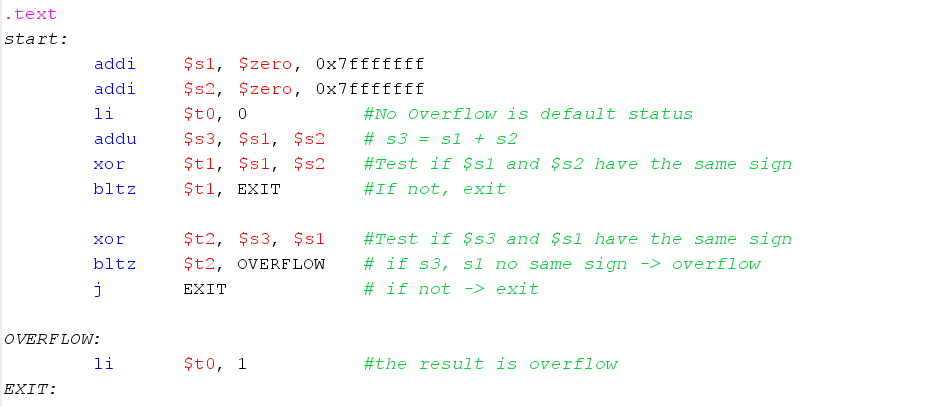 .text
start:
addi $s1, $zero, 0x7fffffff
addi $s2, $zero, 0x7fffffff
li $t0, 0 #No Overflow is default status
addu $s3, $s1, $s2 # s3 = s1 + s2
xor $t1, $s1, $s2 #Test if $s1 and $s2 have the same sign
bltz $t1, EXIT #If not, exit
xor $t2, $s3, $s1 #Test if $s3 and $s1 have the same sign
bltz $t2, OVERFLOW # if s3, s1 no same sign -> overflow
j EXIT # if not -> exit
OVERFLOW:
li $t0, 1 #the result is overflow
EXIT: